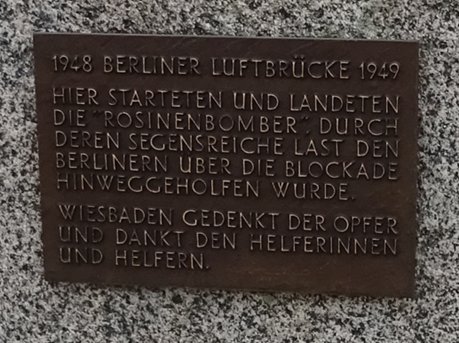 1948 BERLINER LUFTBRÜCKE 1949
HIER STARTETEN UND LANDETEN
DIE "ROSINENBOMBER", DURCH
DEREN SEGENSREICHE LAST DEN
BERLINERN ÜBER DIE BLOCKADE
HINWEGGEHOLFEN WURDE.
WIESBADEN GEDENKT DER OPFER
UND DANKT DEN HELFERINNEN
UND HELFERN.